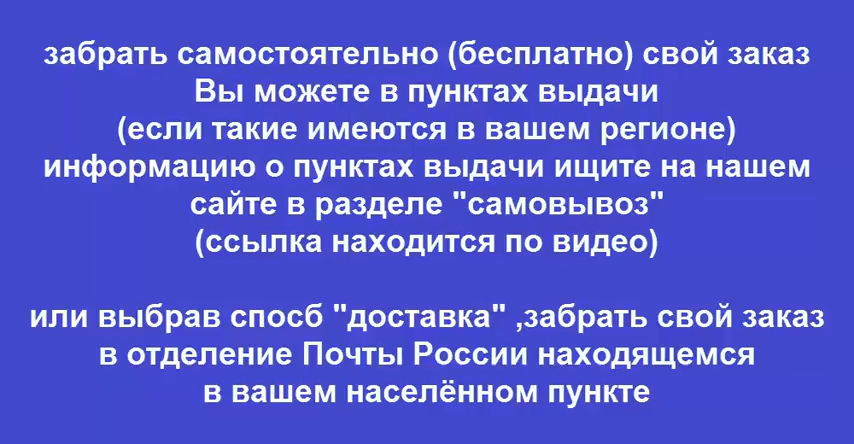 забрать самостоятельно (бесплатно) свой заказ
Вы можете в пунктах выдачи
(если такие имеются в вашем регионе)
информацию о пунктах выдачи ищите на нашем
сайте в разделе "самовывоз"
(ссылка находится по видео)
или выбрав спосб "доставка" ,забрать свой заказ
в отделение Почты России находящемся
в вашем населённом пункте